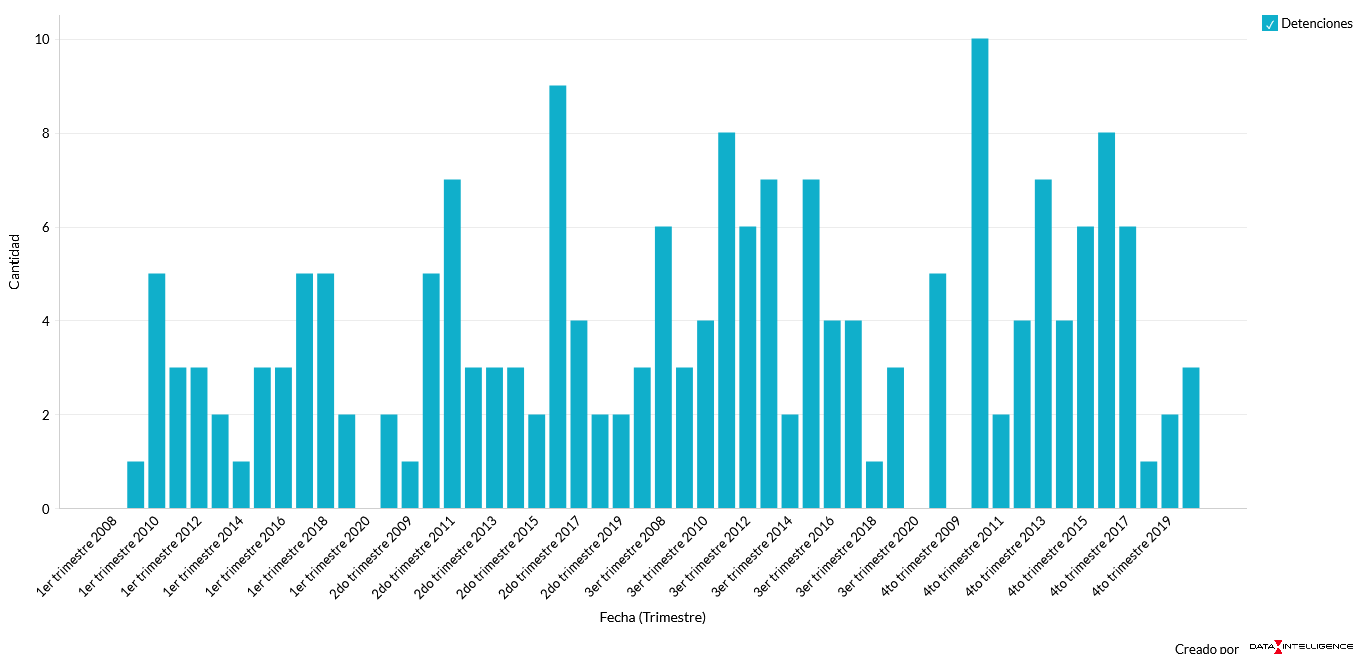 Detenciones
10
8
6
4
2
0
Cantidad
1er trimestre 2008
1er trimestre 2010
1er trimestre 2012
1er trimestre 2014
1er trimestre 2016
1er trimestre 2018
1er trimestre 2020
2do trimestre 2009
2do trimestre 2011
2do trimestre 2013
2do trimestre 2015
2do trimestre 2017
2do trimestre 2019
3er trimestre 2008
3er trimestre 2010
3er trimestre 2012
3er trimestre 2014
3er trimestre 2016
3er trimestre 2018
3er trimestre 2020
4to trimestre 2009
4to trimestre 2011
4to trimestre 2013
4to trimestre 2015
4to trimestre 2017
4to trimestre 2019
Fecha (Trimestre)
Creado por DATA INTELLIGENCE